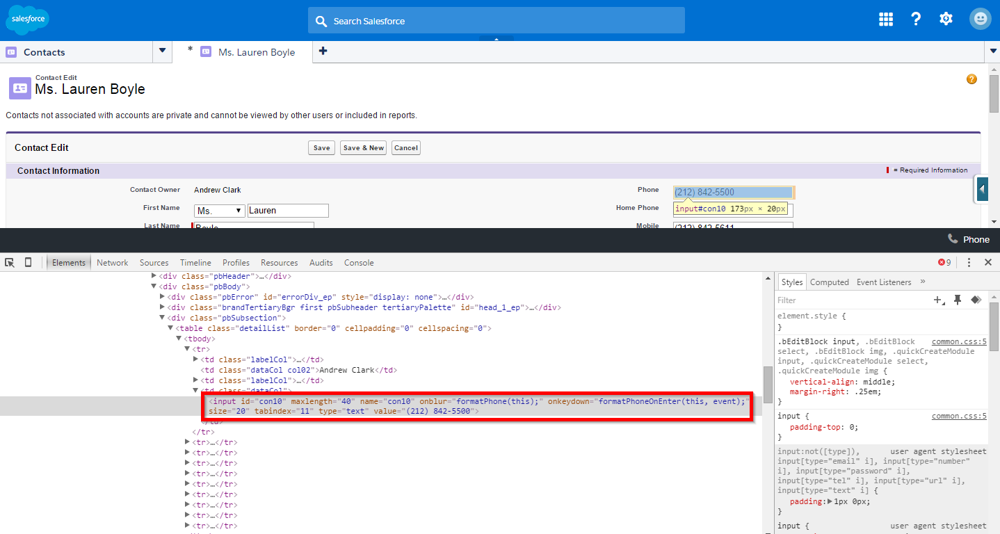 salesforce
Search Salesforce
?
Contacts
* Ms. Lauren Boyle
Contact Edit
Ms. Lauren Boyle
?
Contacts not associated with accounts are private and cannot be viewed by other users or included in reports.
Contact Edit Save Save & New Cancel
Contact Information = Required Information
Contact Owner Andrew Clark Phone (212) 842-5500
First Name Ms. Lauren Home Phone
input#con10 173px × 20px
Last Name Boyle Mobile (212) 842-5611
Phone
Elements Network Sources Timeline Profiles Resources Audits Console 9
<div class="pbHeader">…</div>
<div class="pbBody">
<div class="pbError" id="errorDiv_ep" style="display: none">…</div>
<div class="brandTertiaryBgr first pbSubheader tertiaryPalette" id="head_1_ep">…</div>
<div class="pbSubsection">
<table class="detailList" border="0" cellpadding="0" cellspacing="0">
<tbody>
<tr>
<td class="labelCol">…</td>
<td class="dataCol col02">Andrew Clark</td>
<td class="labelCol">…</td>
<td class="dataCol">
<input id="con10" maxlength="40" name="con10" onblur="formatPhone(this);" onkeydown="formatPhoneOnEnter(this, event);"
size="20" tabindex="11" type="text" value="(212) 842-5500">
</td>
</tr>
<tr>…</tr>
<tr>…</tr>
<tr>…</tr>
<tr>…</tr>
<tr>…</tr>
<tr>…</tr>
<tr>…</tr>
<tr>…</tr>
<tr>…</tr>
Styles Computed Event Listeners »
Filter
element.style {
}
.bEditBlock input, .bEditBlock common.css:5
select, .bEditBlock img, .quickCreateModule
input, .quickCreateModule select,
.quickCreateModule img {
vertical-align: middle;
margin-right: .25em;
}
input { common.css:5
padding-top: 0;
}
input:not([type]), user agent stylesheet
input[type="email" i], input[type="number"
i], input[type="password" i],
input[type="tel" i], input[type="url" i],
input[type="text" i] {
padding: 1px 0px;
}
input { user agent stylesheet